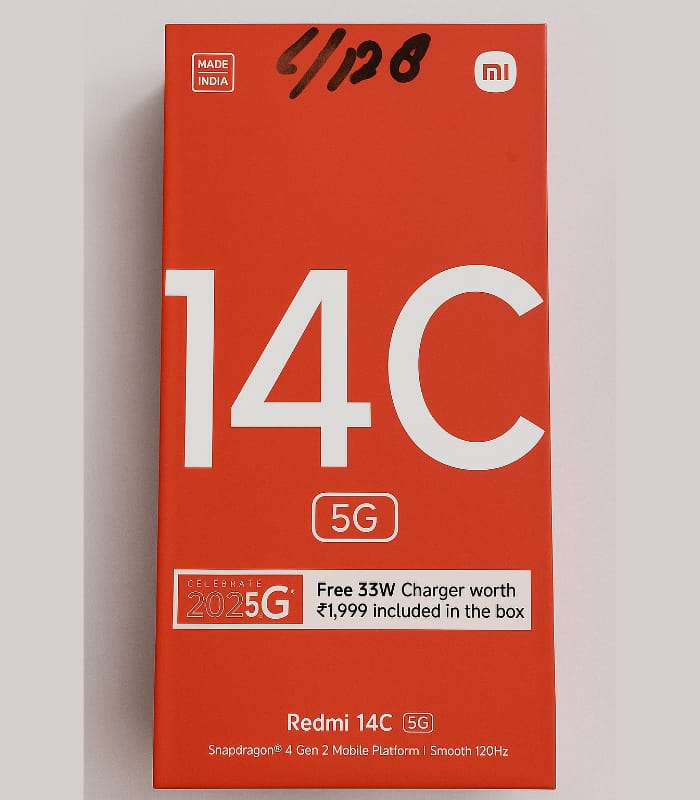 6/128
MADE
INDIA
mi
14C
5G
CELEBRATE
2025G*
Free 33W Charger worth
₹1,999 included in the box
Redmi 14C 5G
Snapdragon® 4 Gen 2 Mobile Platform | Smooth 120Hz